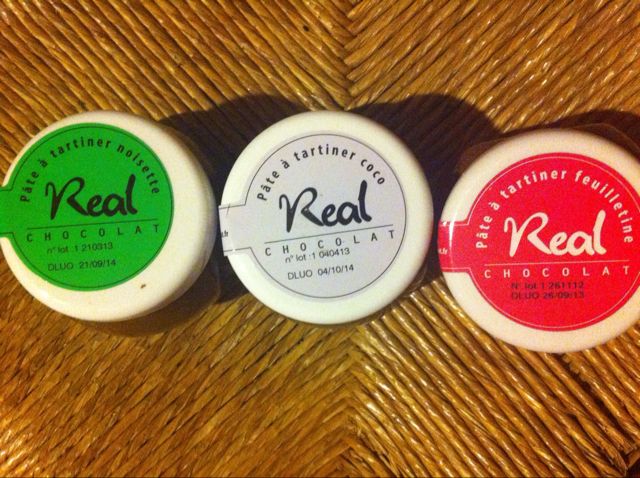 Pâte à tartiner noisette
Real
CHOCOLAT
n° lot :1 210313
DLUO 21/09/14
Pâte à tartiner coco
Real
CHOCOLAT
n° lot :1 040413
DLUO 04/10/14
Pâte à tartiner feuilletine
Real
CHOCOLAT
N° lot 1 261112
DLUO 26/09/13